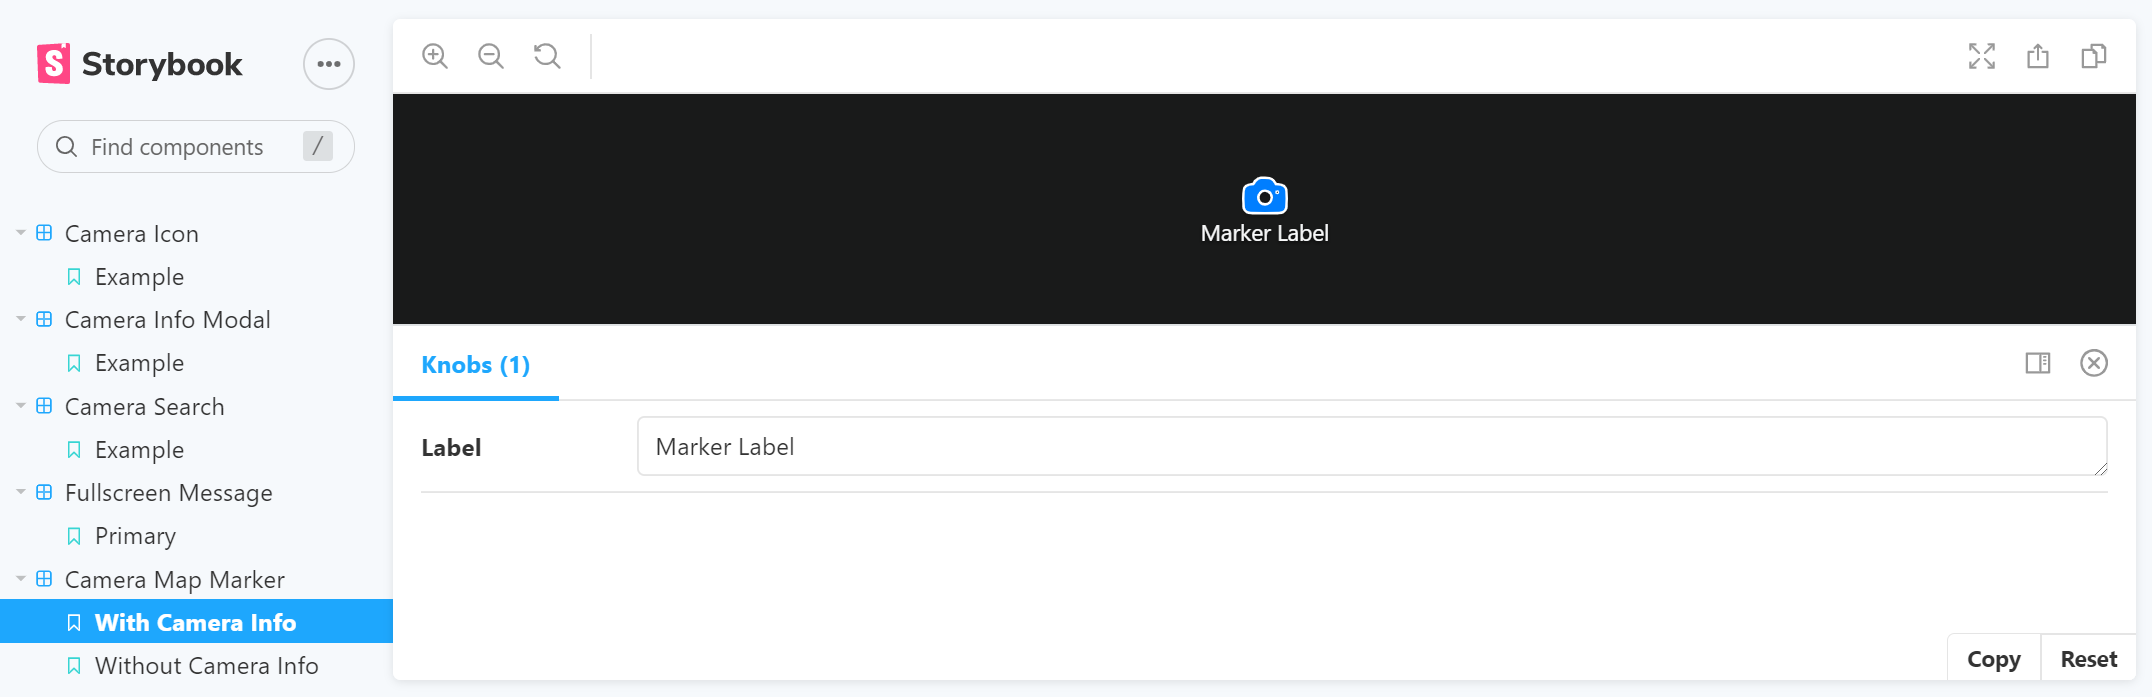 Storybook
Find components /
Camera Icon
Example
Camera Info Modal
Example
Camera Search
Example
Fullscreen Message
Primary
Camera Map Marker
With Camera Info
Without Camera Info
Marker Label
Knobs (1)
Label
Marker Label
Copy
Reset